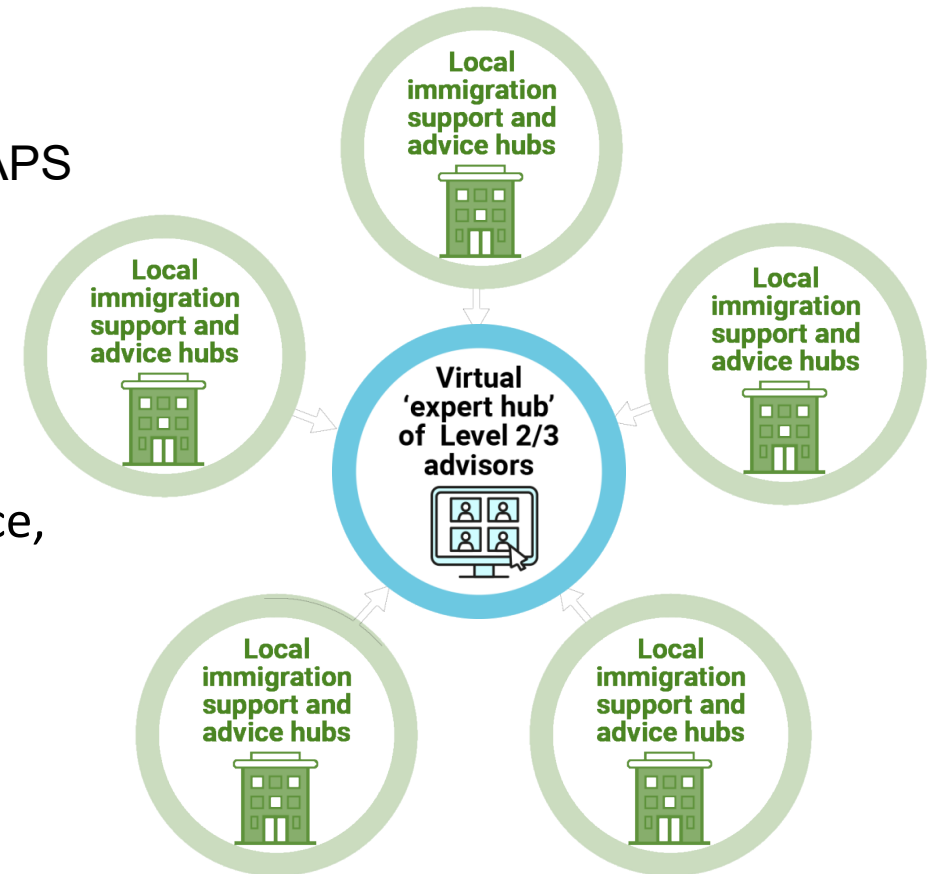 Local
immigration
support and
advice hubs
APS
Local
immigration
support and
advice hubs
Local
immigration
support and
advice hubs
Virtual
‘expert hub’
of Level 2/3
advisors
ce,
Local
immigration
support and
advice hubs
Local
immigration
support and
advice hubs